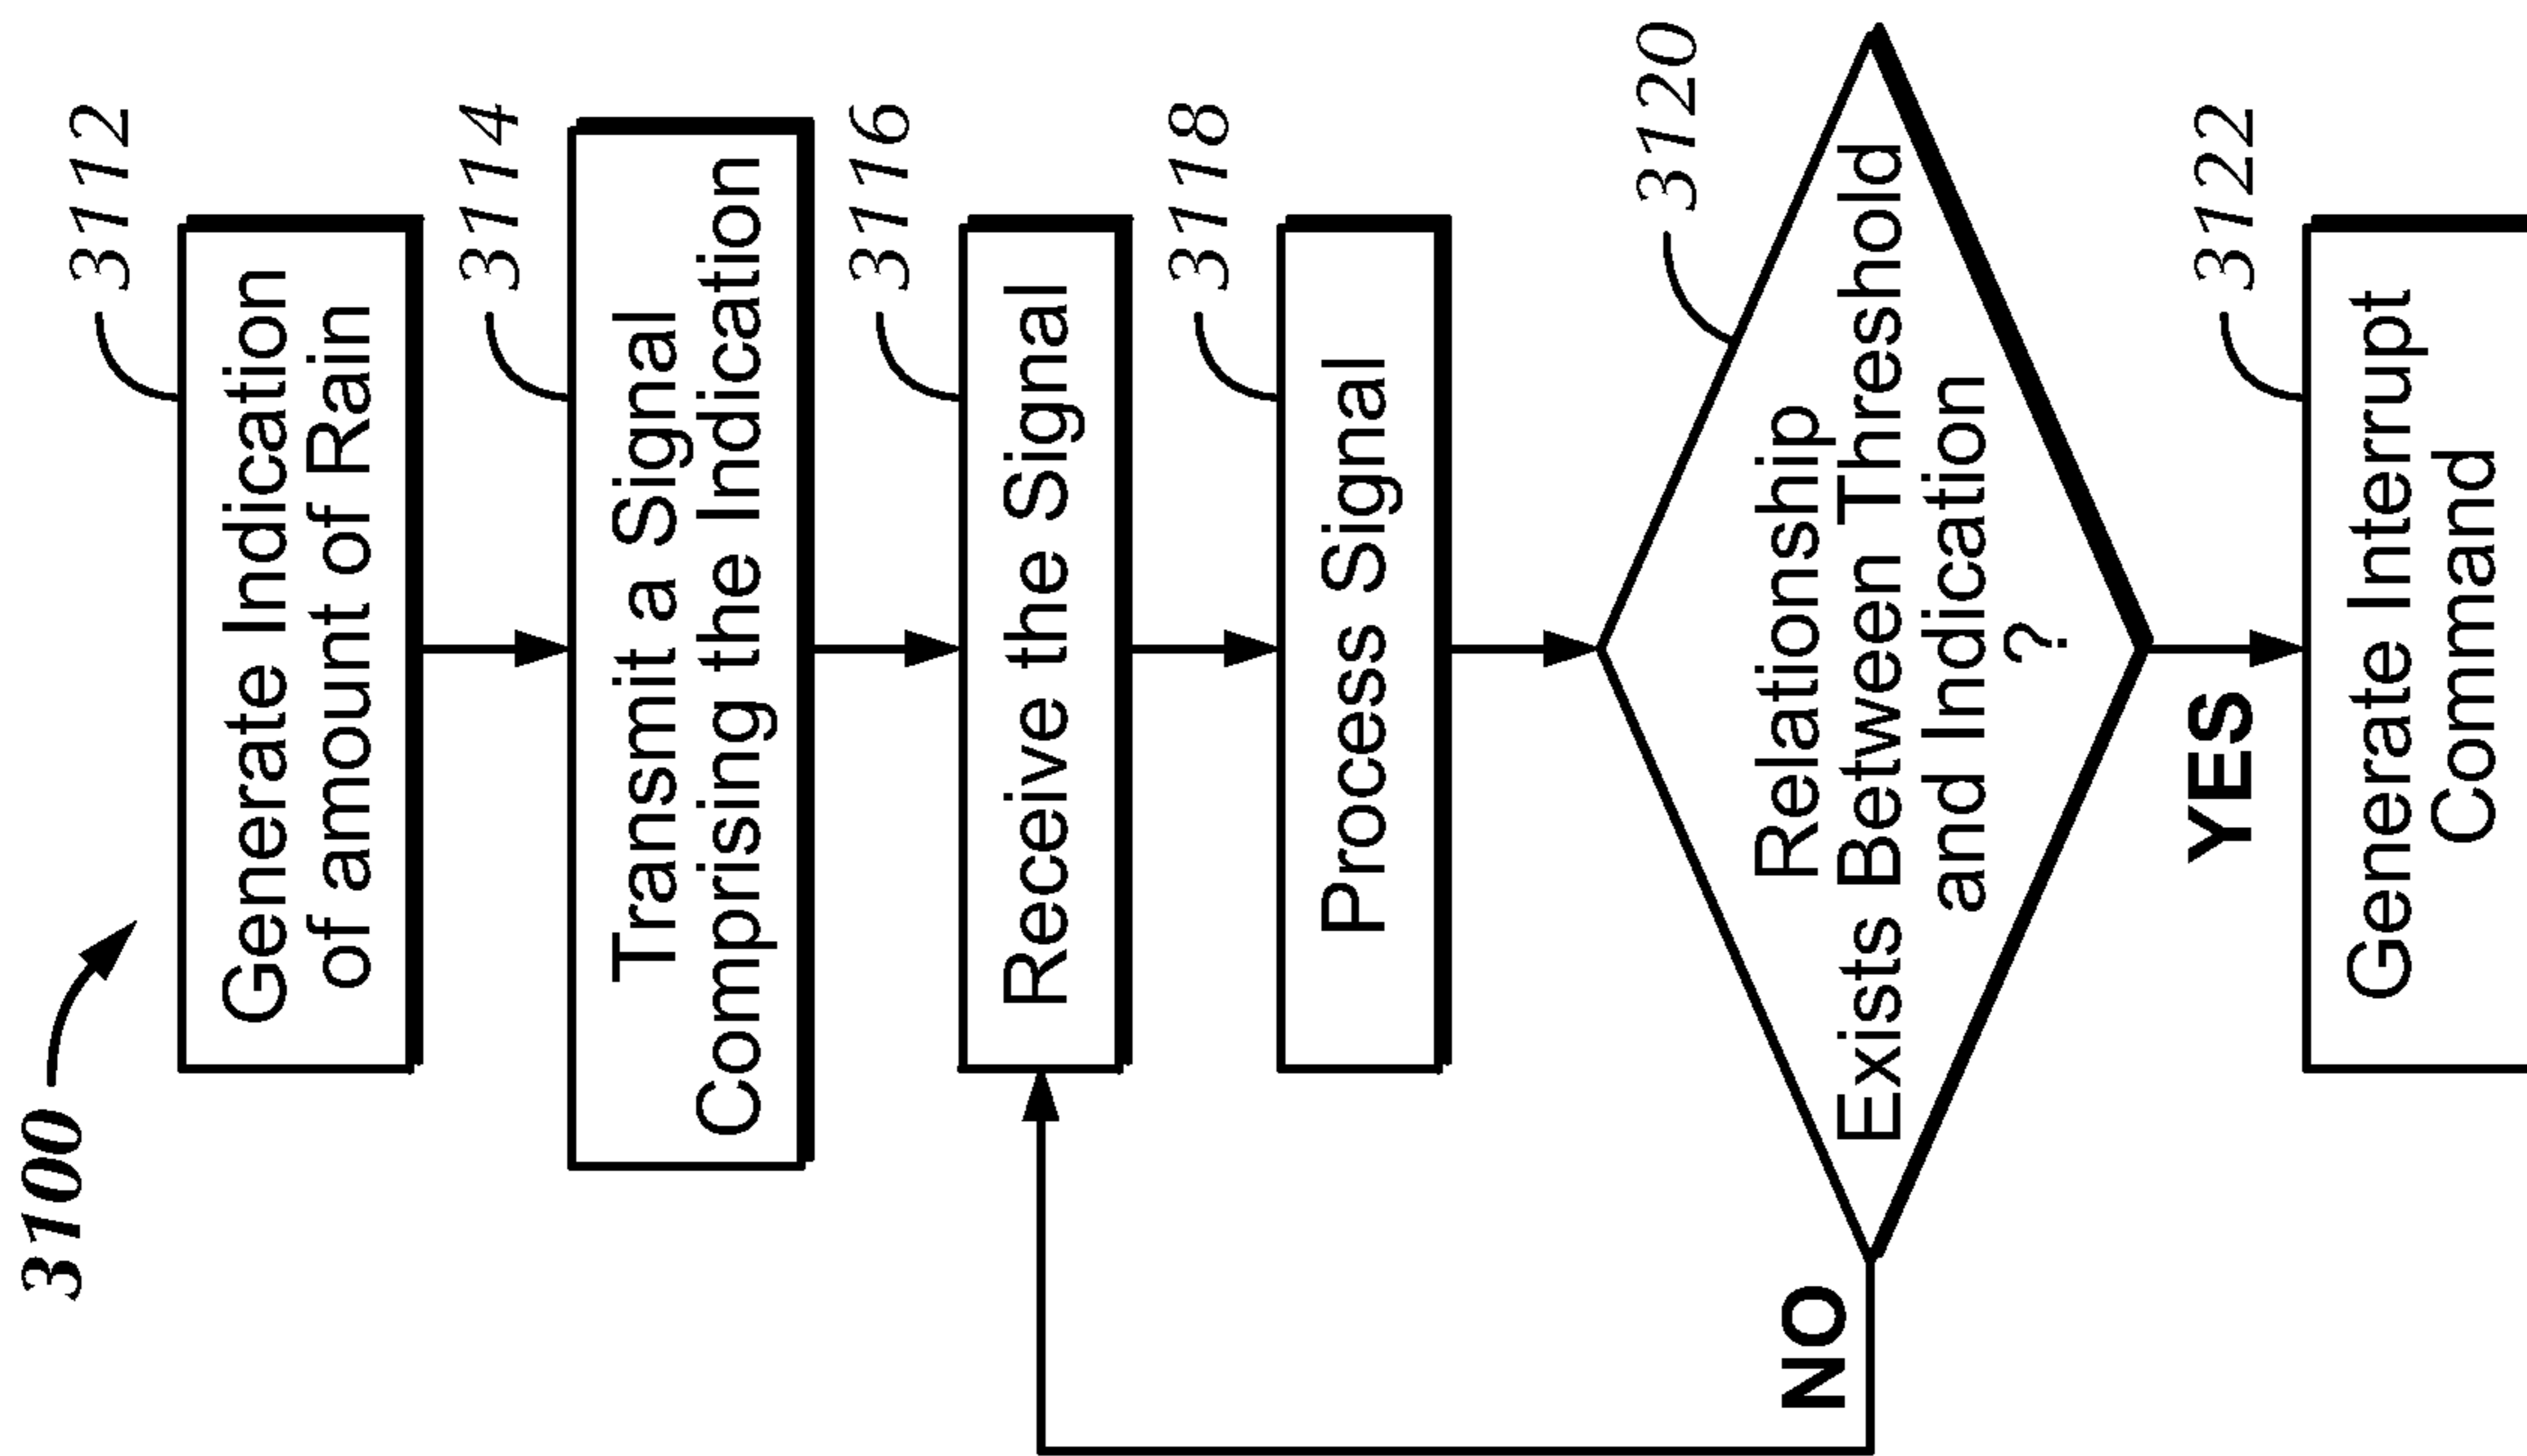 3100
3112
Generate Indication
of amount of Rain
3114
Transmit a Signal
Comprising the Indication
3116
Receive the Signal
3118
Process Signal
3120
Relationship
Exists Between Threshold
and Indication
?
NO
YES
3122
Generate Interrupt
Command